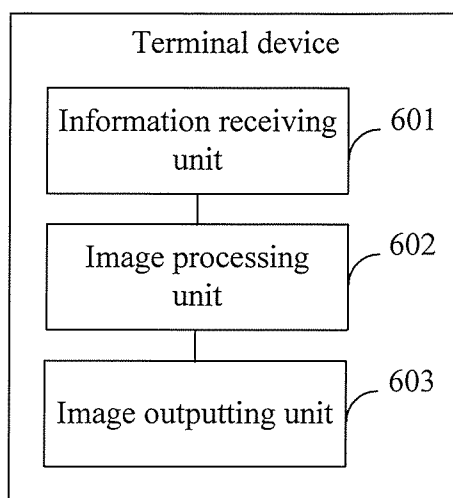 Terminal device
Information receiving
unit
601
Image processing
unit
602
Image outputting unit
603